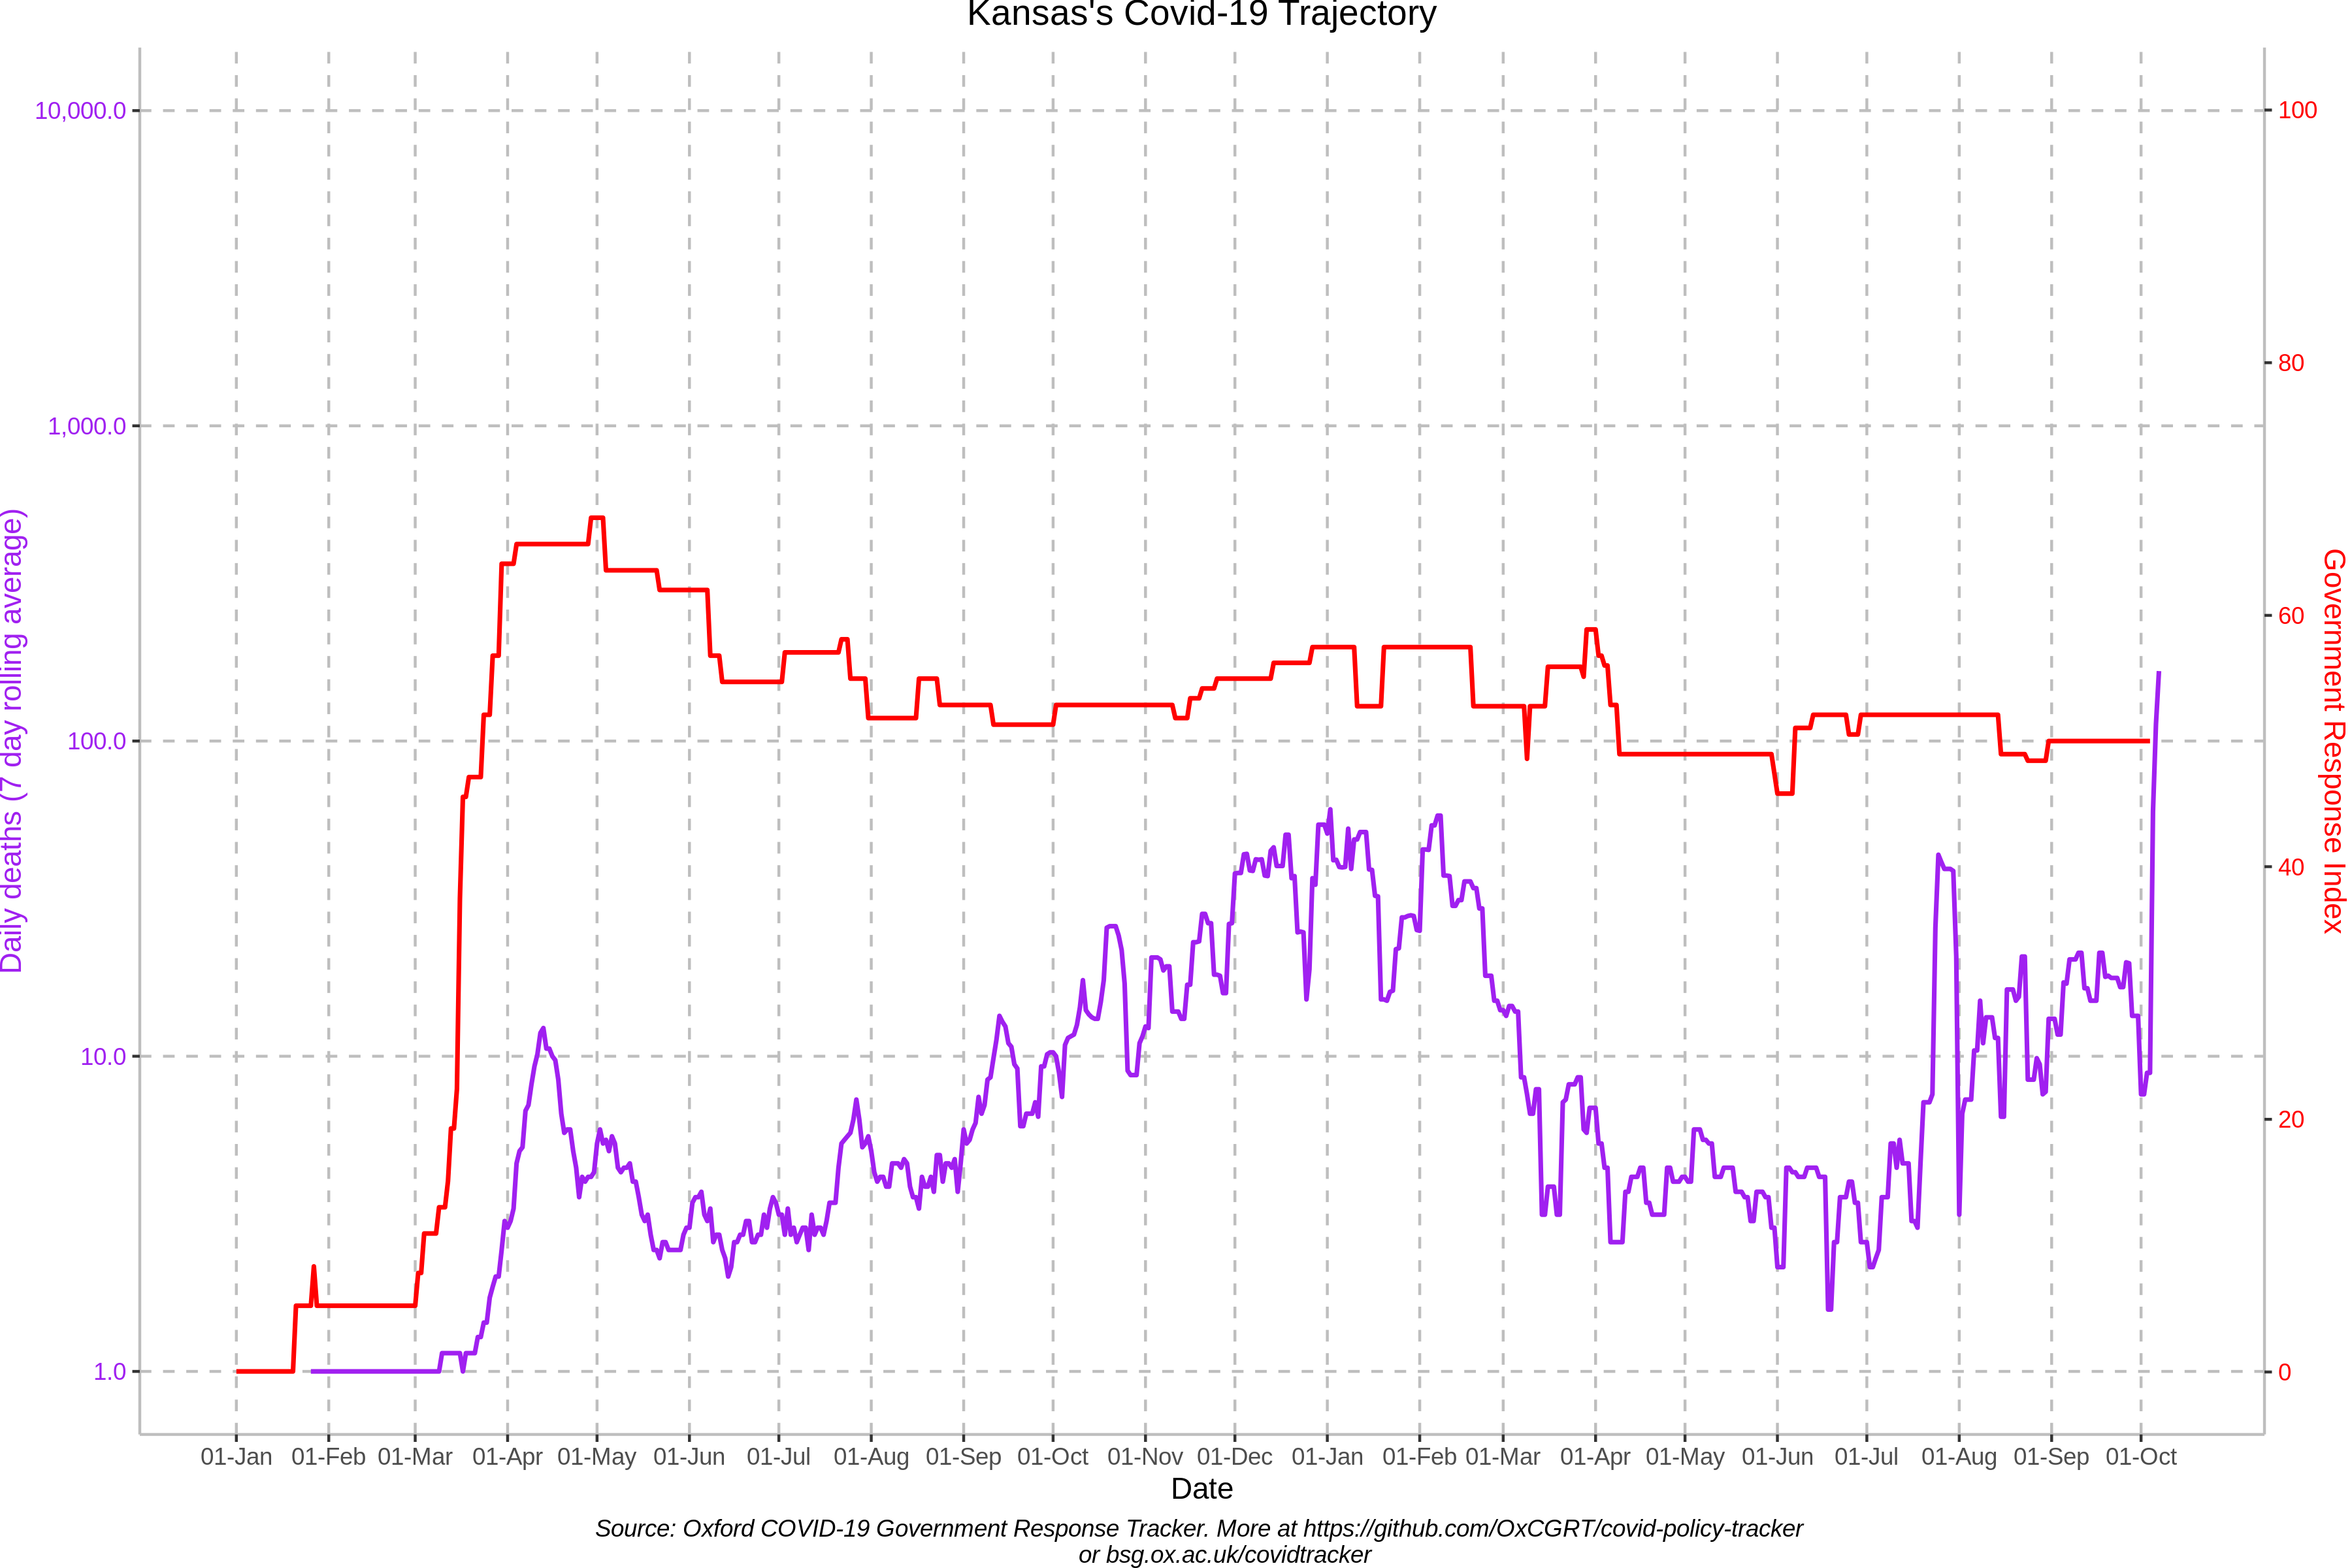 Kansas's Covid-19 Trajectory
10,000.0
1,000.0
100.0
10.0
1.0
Daily deaths (7 day rolling average)
100
80
60
40
20
0
Government Response Index
01-Jan 01-Feb 01-Mar 01-Apr 01-May 01-Jun 01-Jul 01-Aug 01-Sep 01-Oct 01-Nov 01-Dec 01-Jan 01-Feb 01-Mar 01-Apr 01-May 01-Jun 01-Jul 01-Aug 01-Sep 01-Oct
Date
Source: Oxford COVID-19 Government Response Tracker. More at https://github.com/OxCGRT/covid-policy-tracker
or bsg.ox.ac.uk/covidtracker